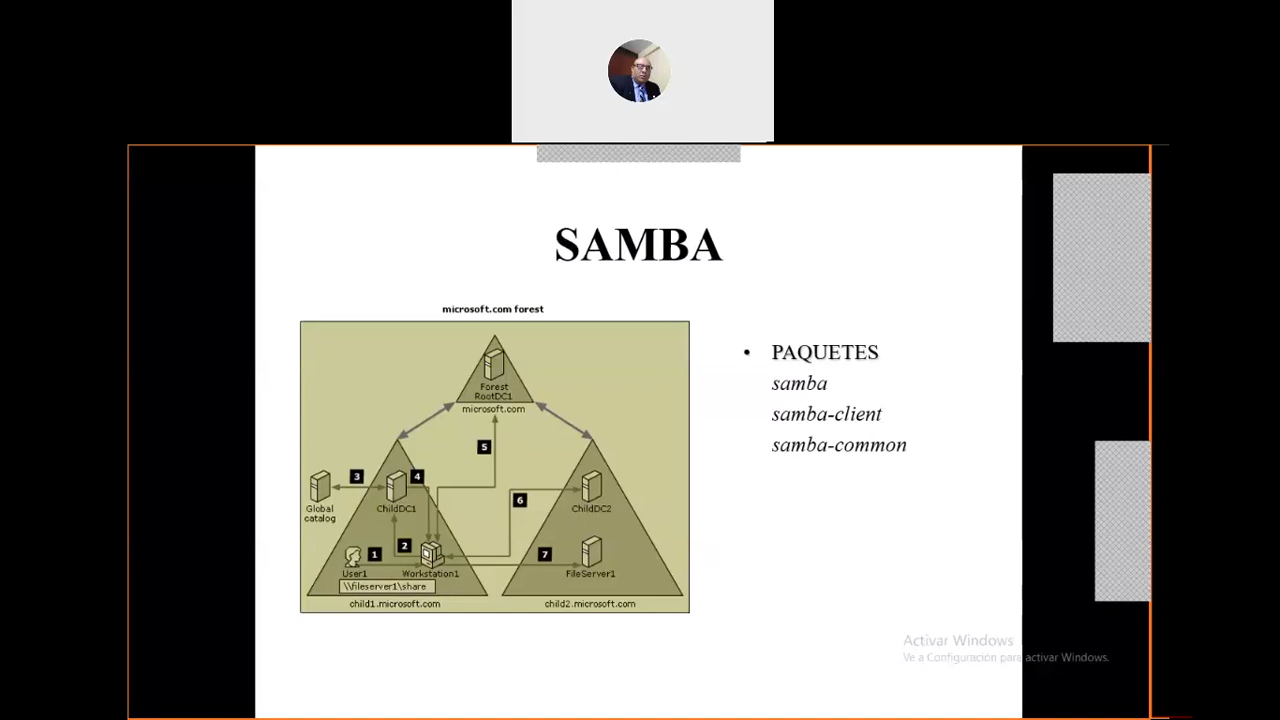 SAMBA
microsoft.com forest
Forest
RootDC1
microsoft.com
5
3
4
Global
catalog
ChildDC1
6
ChildDC2
1
2
7
User1
Workstation1
FileServer1
\\fileserver1\share
child1.microsoft.com
child2.microsoft.com
• PAQUETES
samba
samba-client
samba-common
Activar Windows
Ve a Configuración para activar Windows.